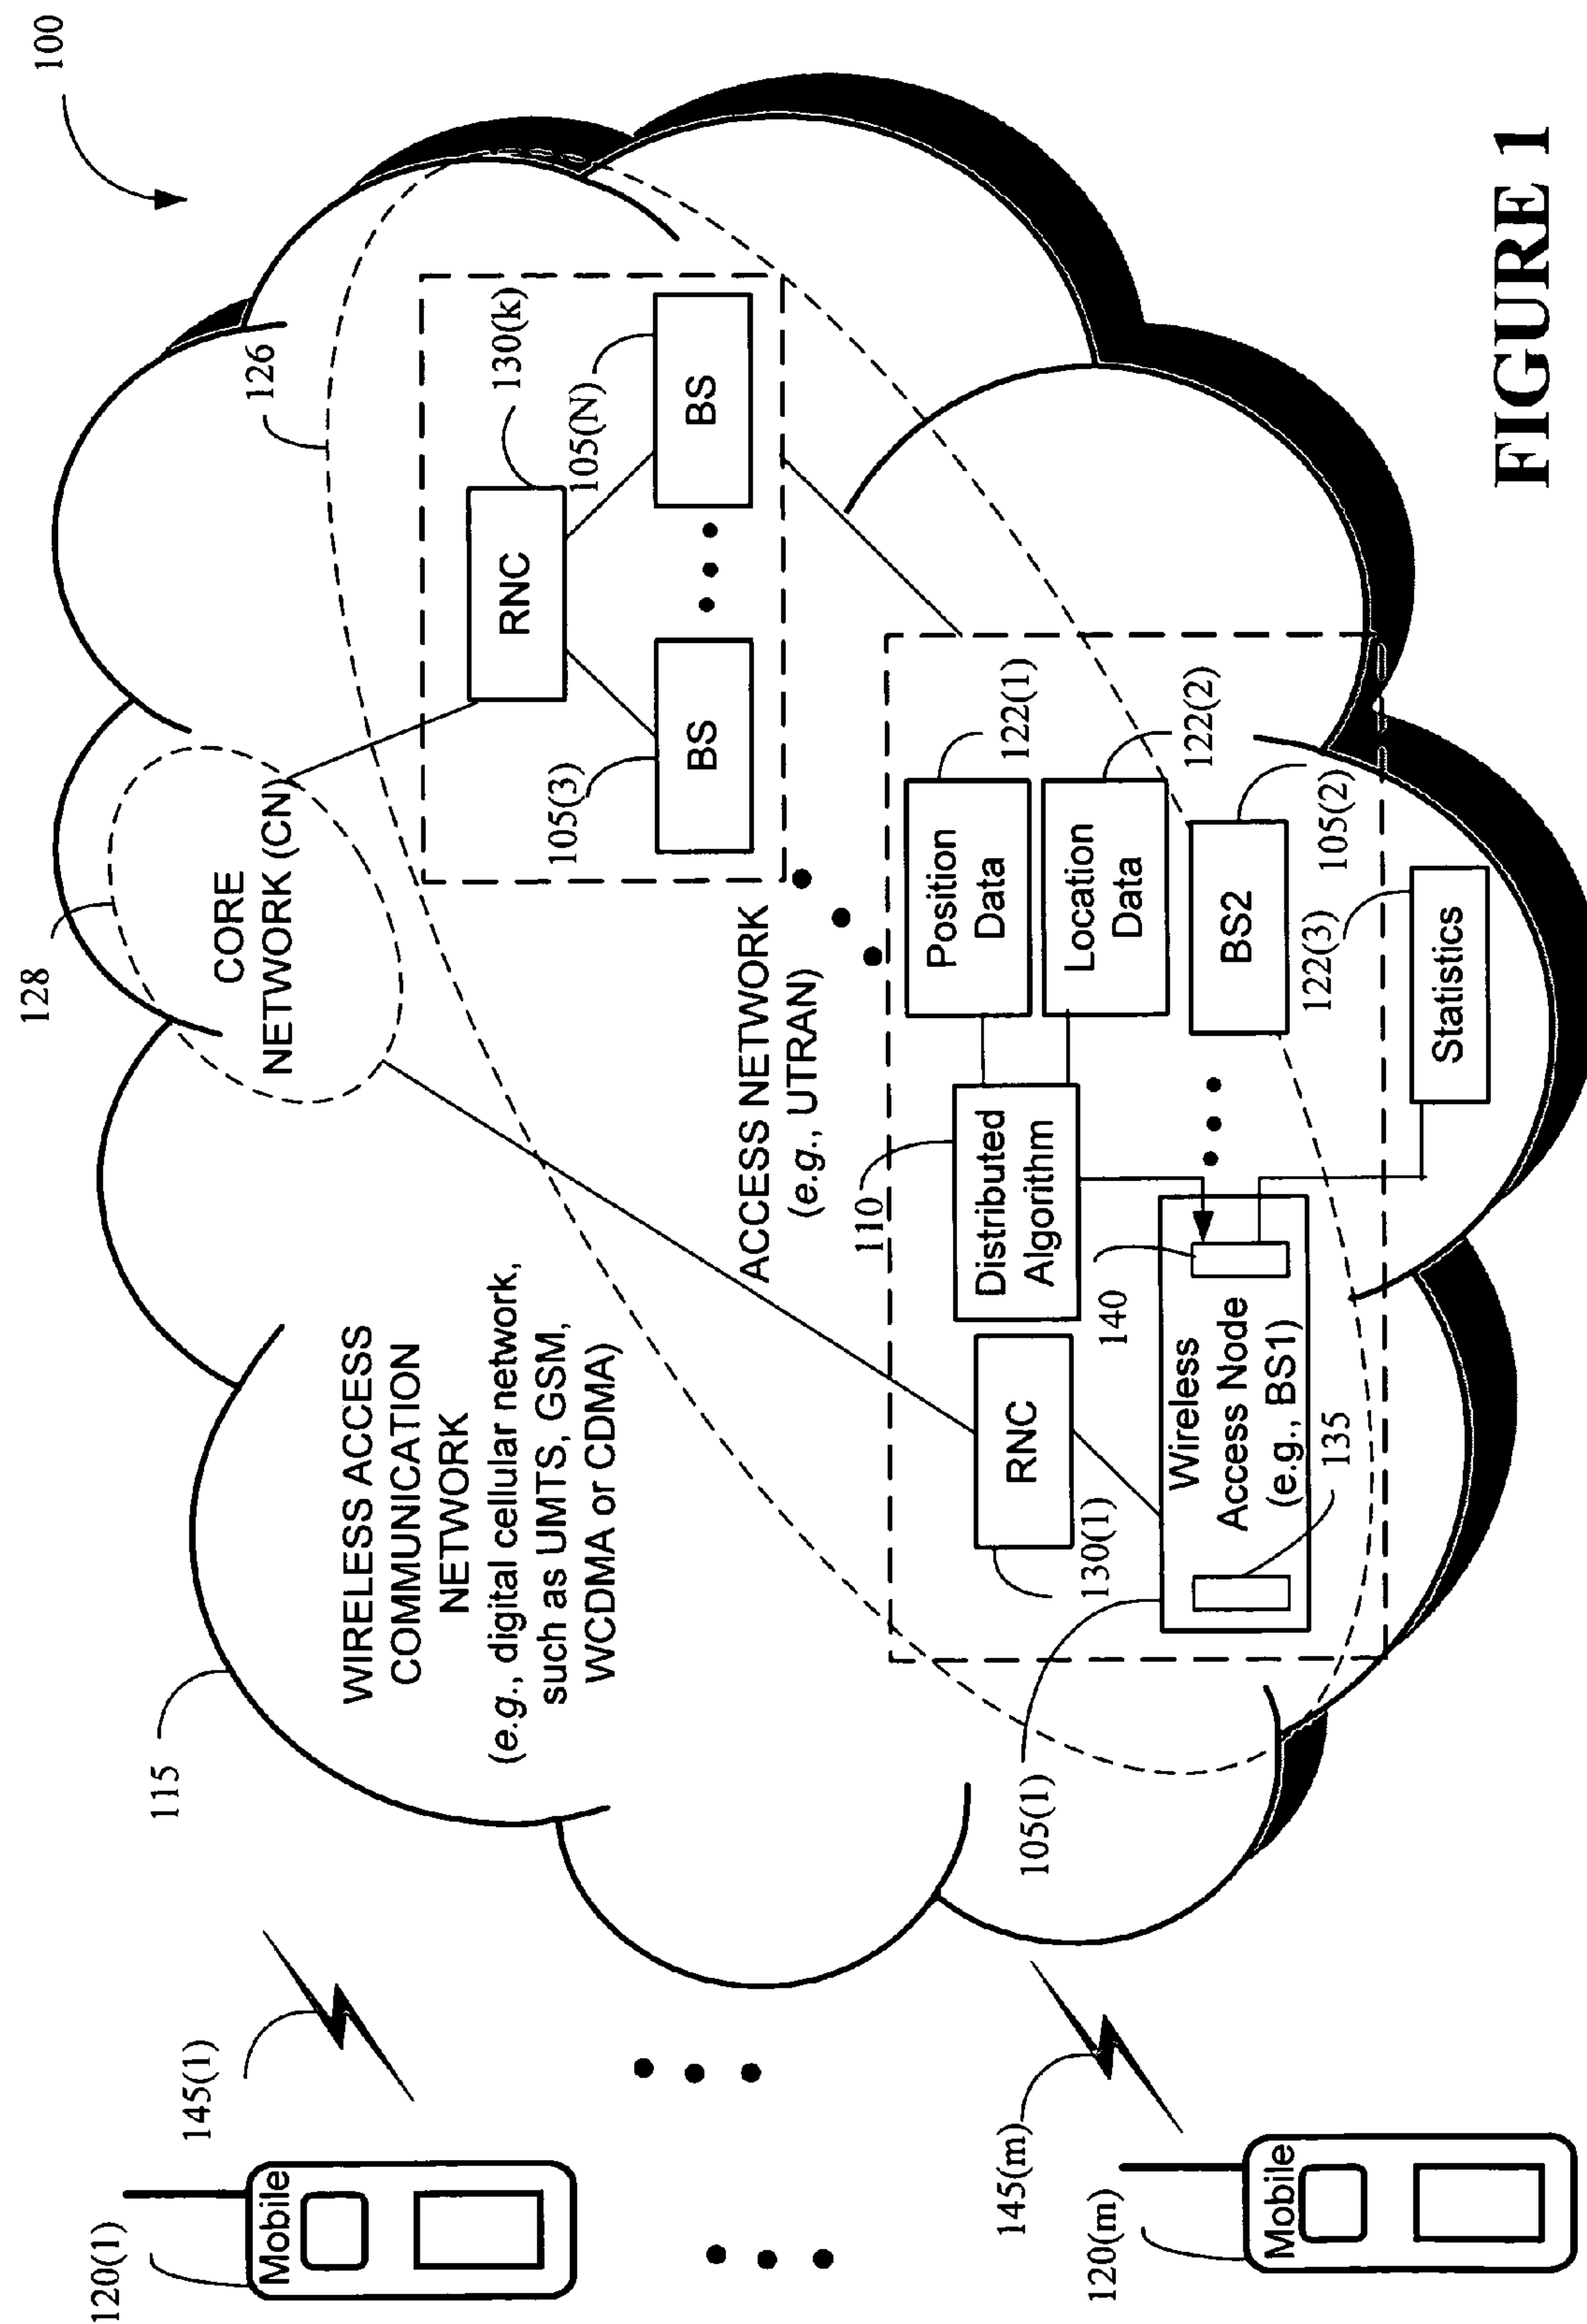 100
128
126
115
CORE
NETWORK (CN)
WIRELESS ACCESS
COMMUNICATION
NETWORK
(e.g., digital cellular network,
such as UMTS, GSM,
WCDMA or CDMA)
130(k)
RNC
105(3)
BS
105(N)
BS
ACCESS NETWORK
(e.g., UTRAN)
110
Distributed
Algorithm
Position
Data
122(1)
Location
Data
122(2)
RNC
130(1)
140
Wireless
Access Node
(e.g., BS1)
135
105(1)
BS2
105(2)
122(3)
Statistics
120(1)
Mobile
145(1)
145(m)
120(m)
Mobile
FIGURE 1